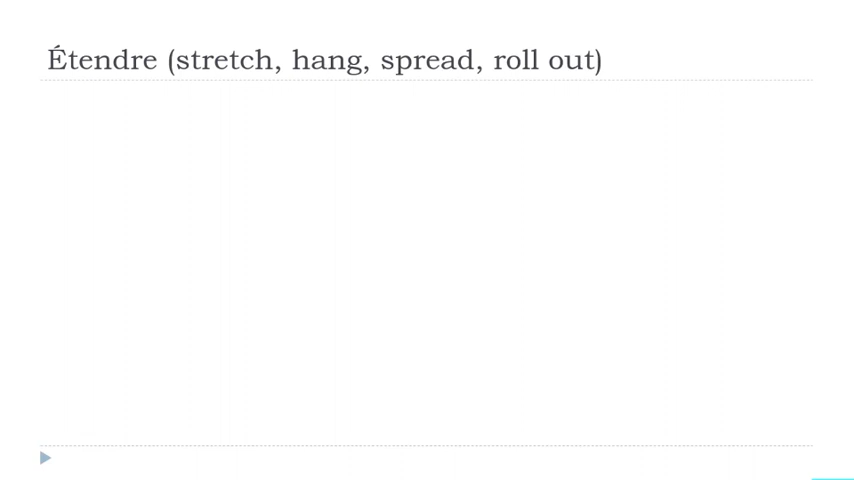 Étendre (stretch, hang, spread, roll out)